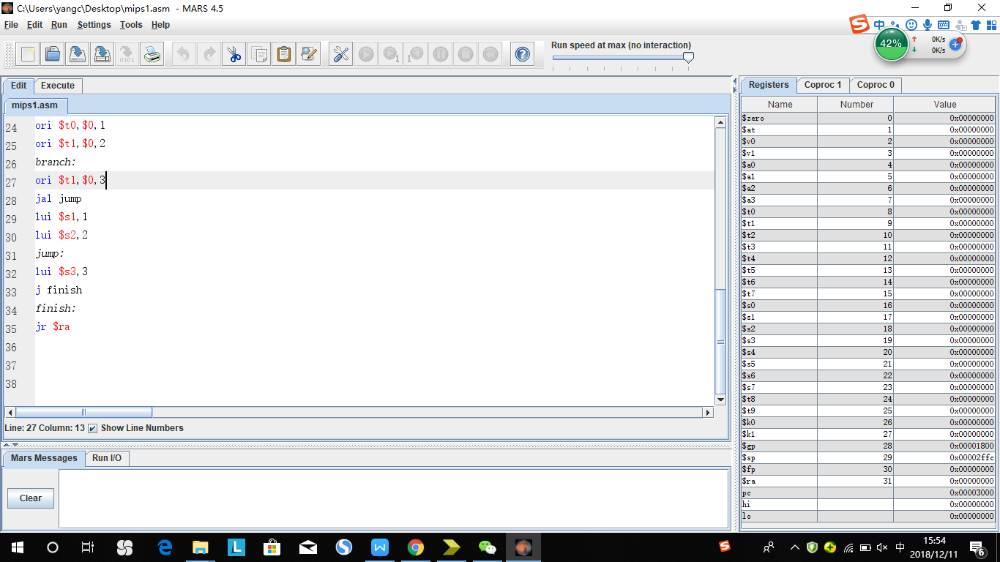 C:\Users\yangc\Desktop\mips1.asm - MARS 4.5
File Edit Run Settings Tools Help
中
42%
0K/s
0K/s
Run speed at max (no interaction)
Edit Execute
mips1.asm
24 ori $t0,$0,1
25 ori $t1,$0,2
26 branch:
27 ori $t1,$0,3
28 jal jump
29 lui $s1,1
30 lui $s2,2
31 jump:
32 lui $s3,3
33 j finish
34 finish:
35 jr $ra
36
37
38
Line: 27 Column: 13 Show Line Numbers
Mars Messages Run I/O
Clear
Registers Coproc 1 Coproc 0
Name Number Value
$zero 0 0x00000000
$at 1 0x00000000
$v0 2 0x00000000
$v1 3 0x00000000
$a0 4 0x00000000
$a1 5 0x00000000
$a2 6 0x00000000
$a3 7 0x00000000
$t0 8 0x00000000
$t1 9 0x00000000
$t2 10 0x00000000
$t3 11 0x00000000
$t4 12 0x00000000
$t5 13 0x00000000
$t6 14 0x00000000
$t7 15 0x00000000
$s0 16 0x00000000
$s1 17 0x00000000
$s2 18 0x00000000
$s3 19 0x00000000
$s4 20 0x00000000
$s5 21 0x00000000
$s6 22 0x00000000
$s7 23 0x00000000
$t8 24 0x00000000
$t9 25 0x00000000
$k0 26 0x00000000
$k1 27 0x00000000
$gp 28 0x00001800
$sp 29 0x00002ffc
$fp 30 0x00000000
$ra 31 0x00000000
pc 0x00003000
hi 0x00000000
lo 0x00000000
中
15:54
2018/12/11
6